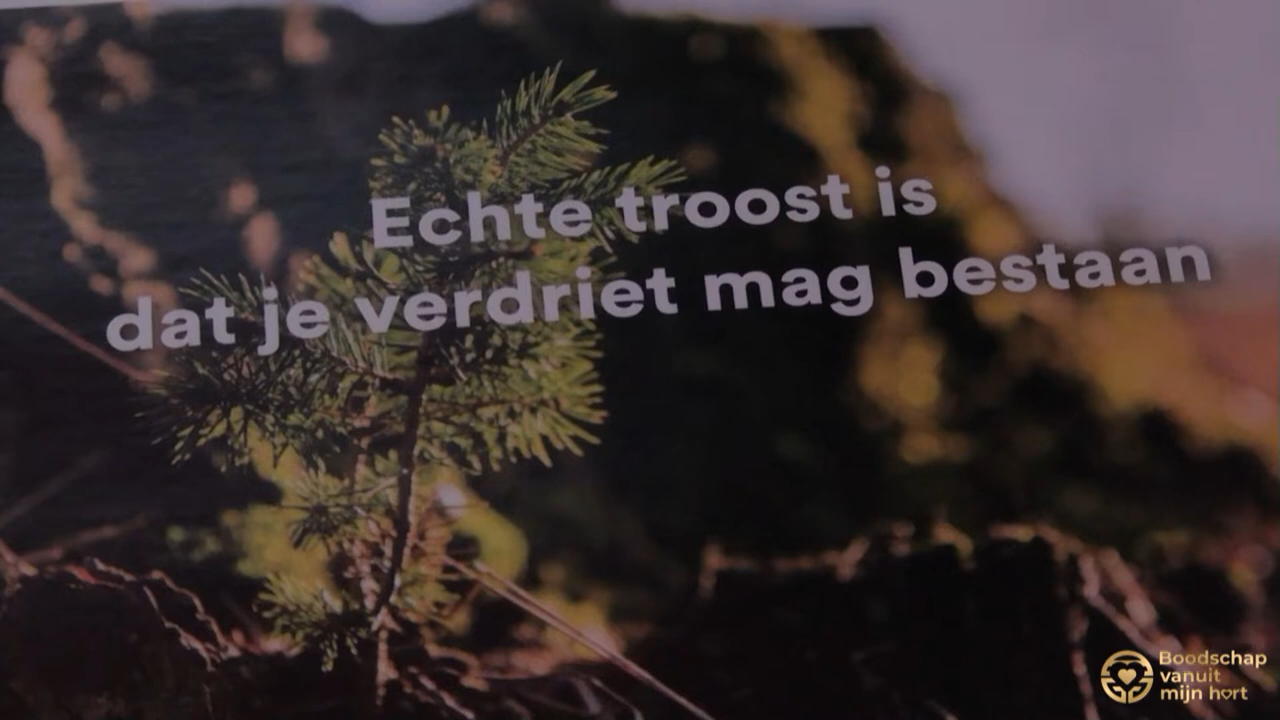 Echte troost is
dat je verdriet mag bestaan
Boodschap
vanuit
mijn hart